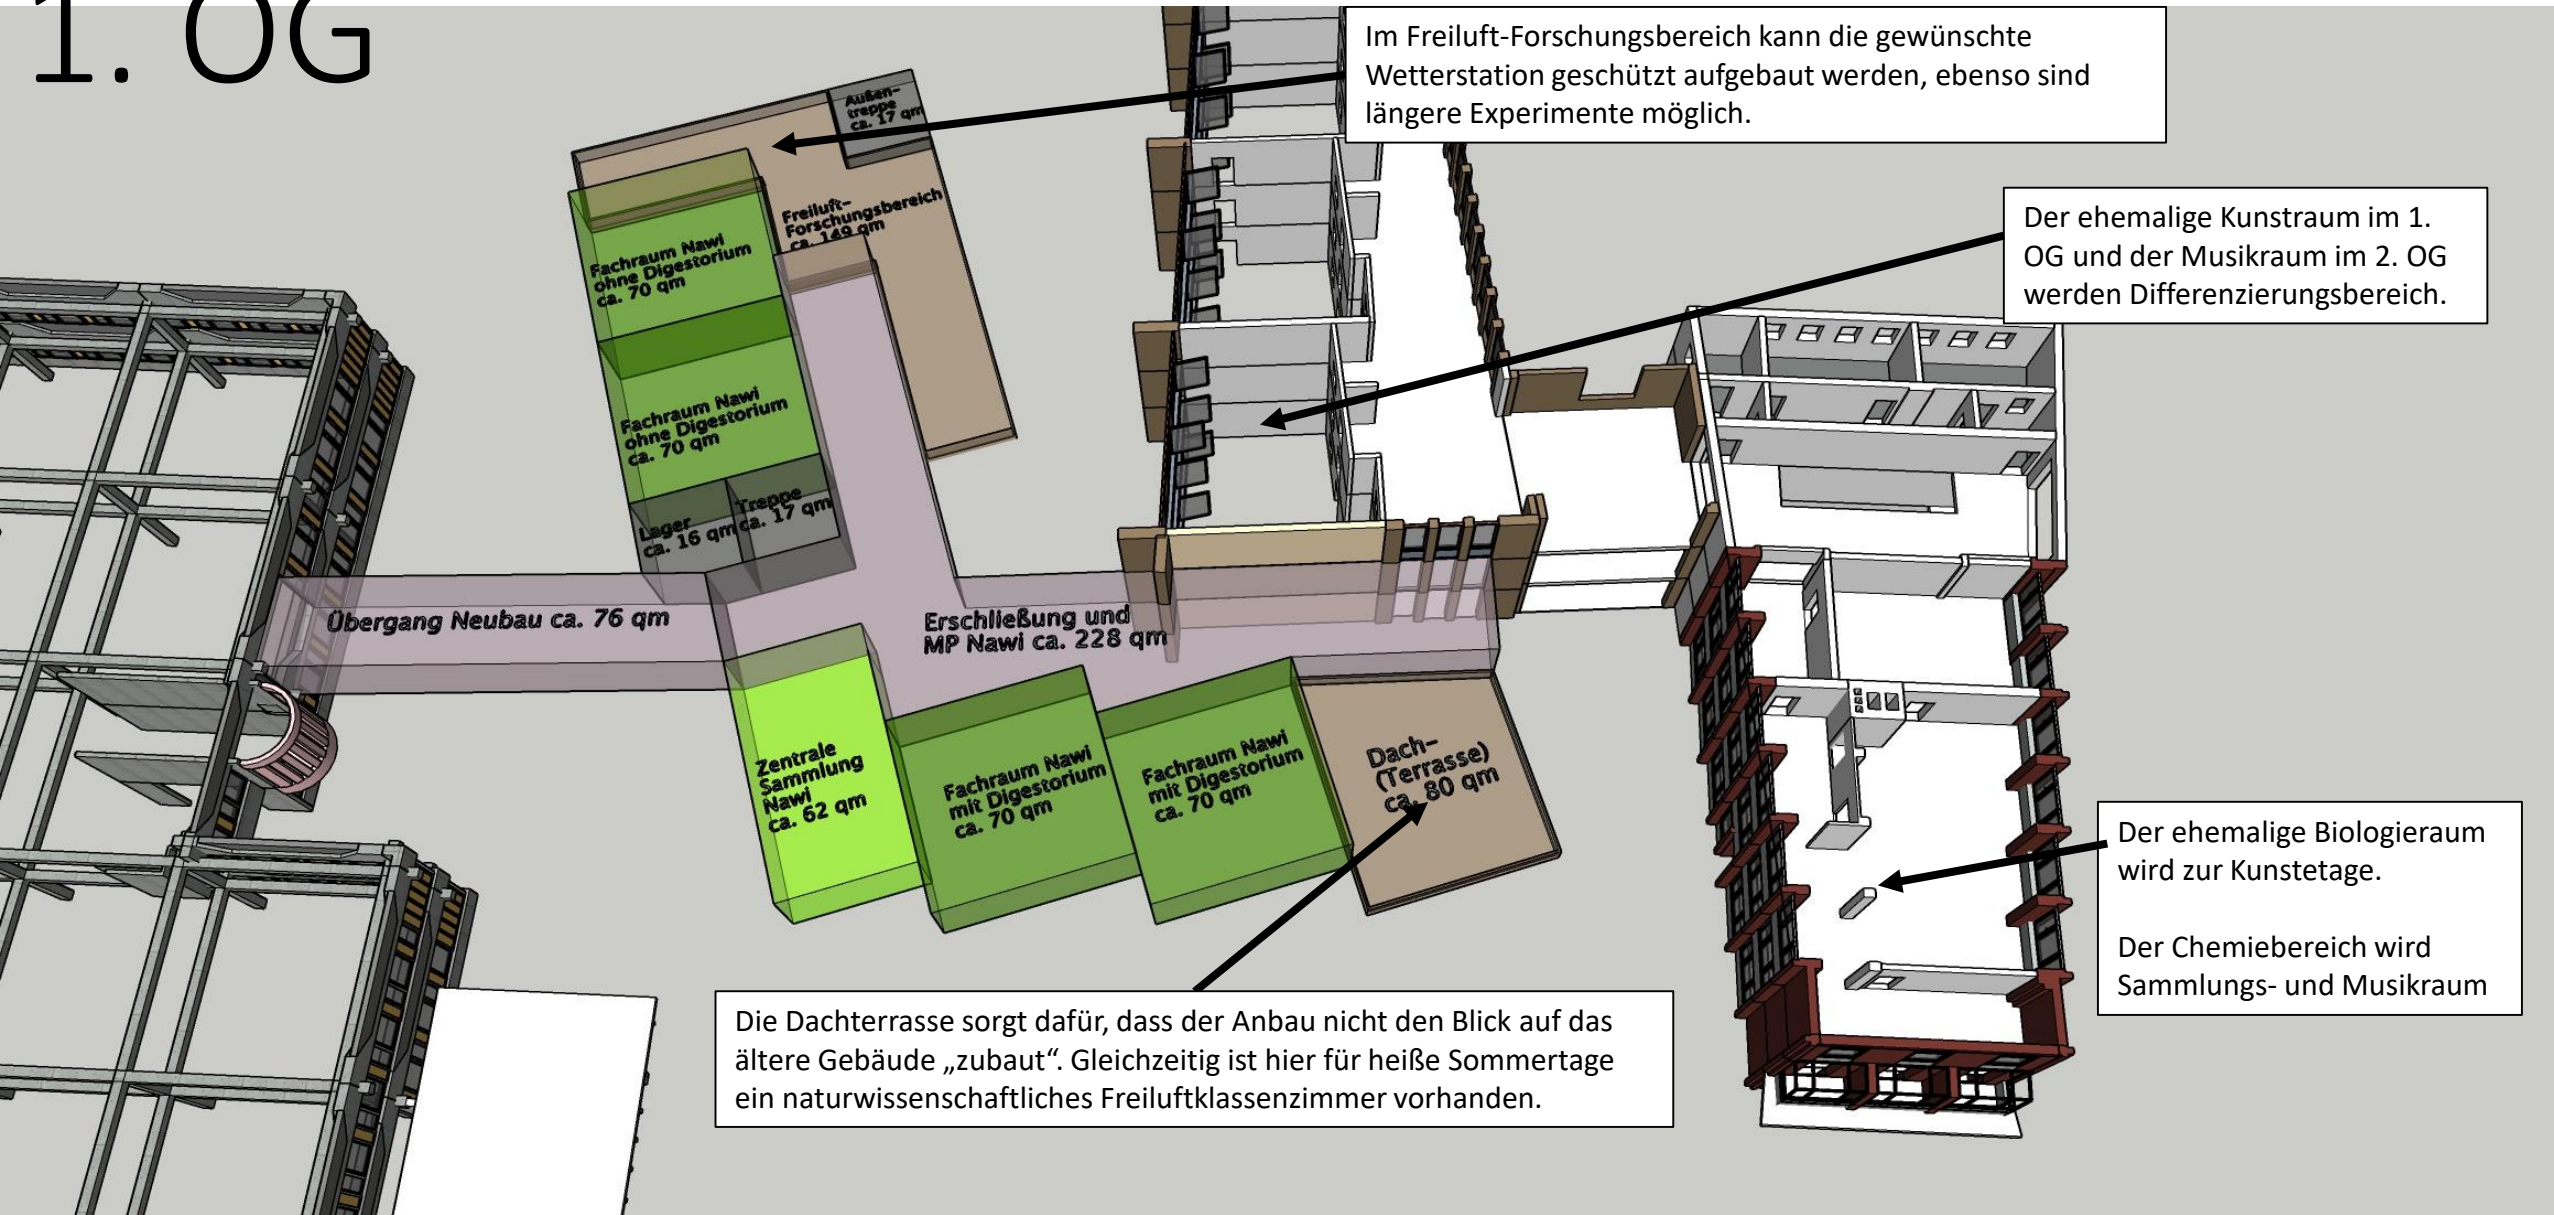 1. OG
Im Freiluft-Forschungsbereich kann die gewünschte
Wetterstation geschützt aufgebaut werden, ebenso sind
längere Experimente möglich.
Außen-
treppe
ca. 17 qm
Freiluft-
Forschungsbereich
ca. 149 qm
Fachraum Nawi
ohne Digestorium
ca. 70 qm
Der ehemalige Kunstraum im 1.
OG und der Musikraum im 2. OG
werden Differenzierungsbereich.
Fachraum Nawi
ohne Digestorium
ca. 70 qm
Lager
ca. 16 qm
Treppe
ca. 17 qm
Übergang Neubau ca. 76 qm
Erschließung und
MP Nawi ca. 228 qm
Zentrale
Sammlung
Nawi
ca. 62 qm
Fachraum Nawi
mit Digestorium
ca. 70 qm
Fachraum Nawi
mit Digestorium
ca. 70 qm
Dach-
(Terrasse)
ca. 80 qm
Der ehemalige Biologieraum
wird zur Kunstetage.
Der Chemiebereich wird
Sammlungs- und Musikraum
Die Dachterrasse sorgt dafür, dass der Anbau nicht den Blick auf das
ältere Gebäude „zubaut“. Gleichzeitig ist hier für heiße Sommertage
ein naturwissenschaftliches Freiluftklassenzimmer vorhanden.